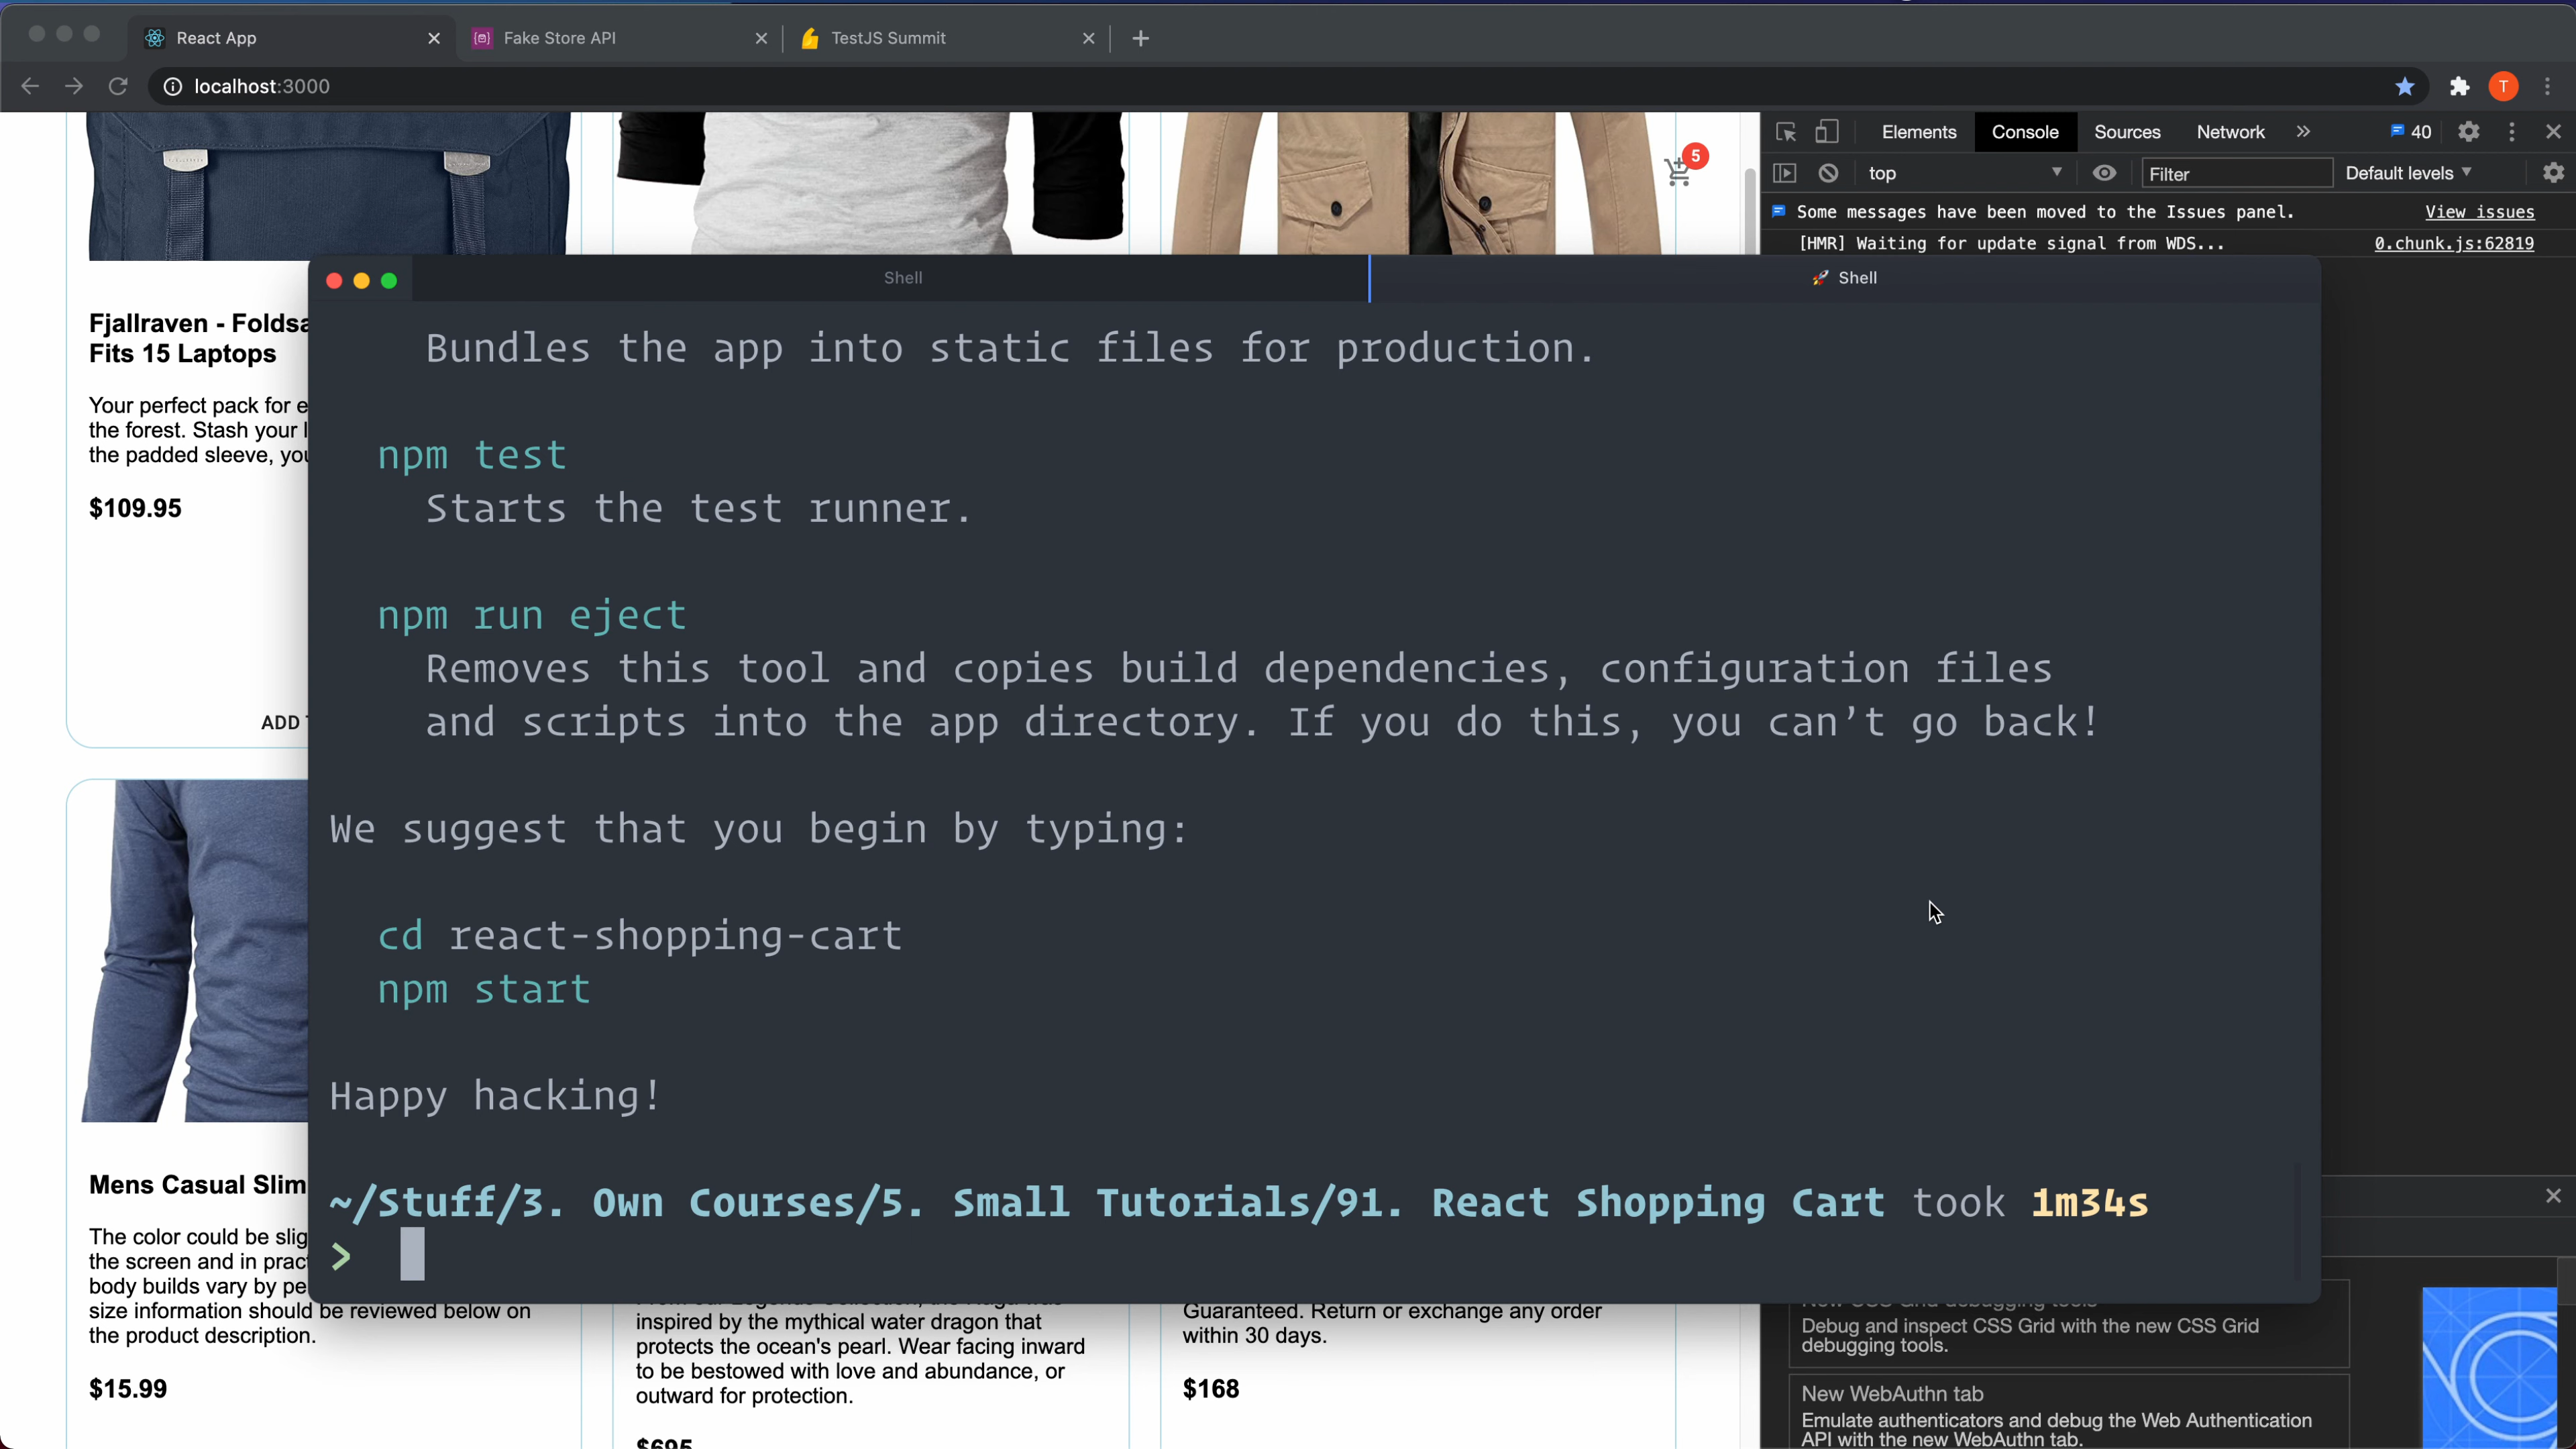 React App
Fake Store API
TestJS Summit
localhost:3000
T
Elements
Console
Sources
Network
40
top
Filter
Default levels
Some messages have been moved to the Issues panel.
View issues
[HMR] Waiting for update signal from WDS...
0.chunk.js:62819
5
Shell
🚀 Shell
Bundles the app into static files for production.
npm test
Starts the test runner.
npm run eject
Removes this tool and copies build dependencies, configuration files
and scripts into the app directory. If you do this, you can’t go back!
We suggest that you begin by typing:
cd react-shopping-cart
npm start
Happy hacking!
~/Stuff/3. Own Courses/5. Small Tutorials/91. React Shopping Cart took 1m34s
>
Fjallraven -
Fits 15 Laptops
Your perfect pack for
the forest. Stash your
the padded sleeve,
$109.95
ADD
Mens Casual Slim
The color could be
the screen and in
body builds vary by
size information should be reviewed below on
the product description.
$15.99
inspired by the mythical water dragon that
protects the ocean's pearl. Wear facing inward
to be bestowed with love and abundance, or
outward for protection.
$695
Guaranteed. Return or exchange any order
within 30 days.
$168
New CSS Grid debugging tools
Debug and inspect CSS Grid with the new CSS Grid
debugging tools.
New WebAuthn tab
Emulate authenticators and debug the Web Authentication
API with the new WebAuthn tab.